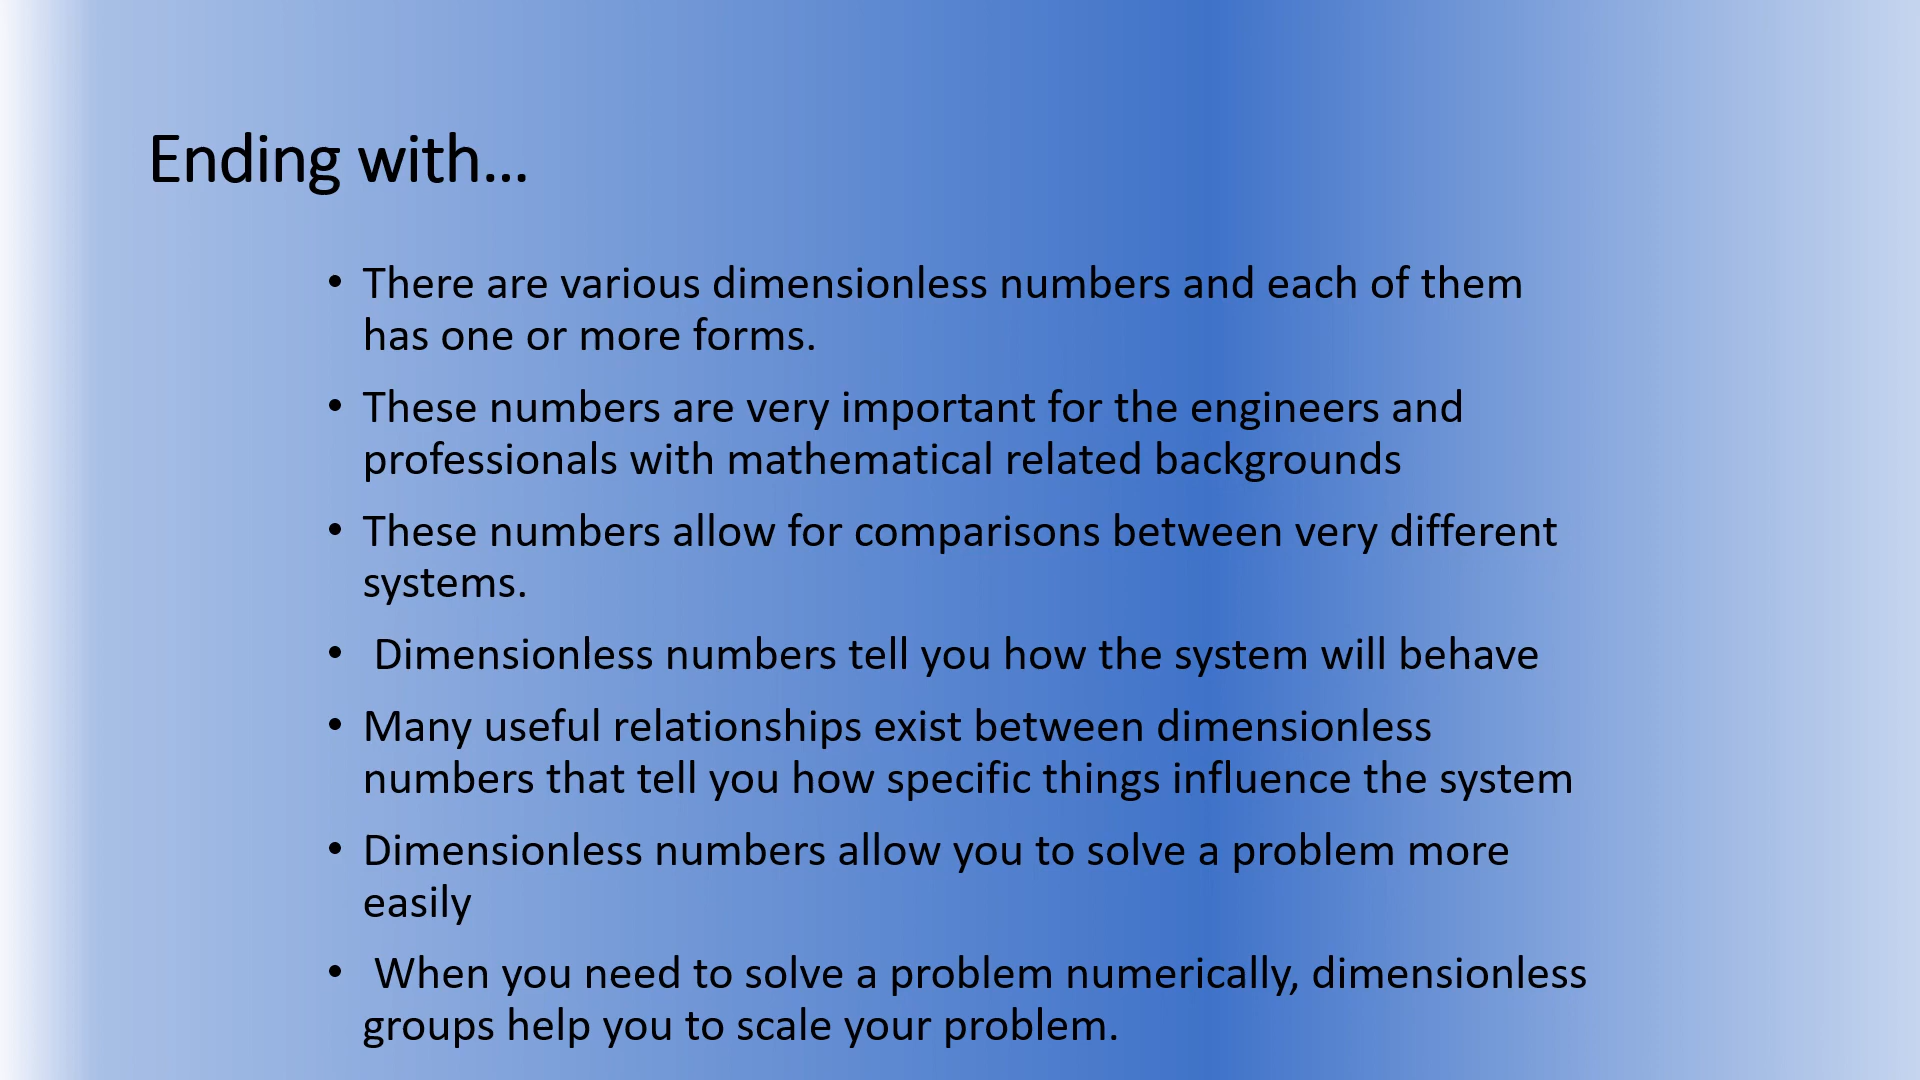 Ending with...
• There are various dimensionless numbers and each of them
has one or more forms.
• These numbers are very important for the engineers and
professionals with mathematical related backgrounds
• These numbers allow for comparisons between very different
systems.
• Dimensionless numbers tell you how the system will behave
• Many useful relationships exist between dimensionless
numbers that tell you how specific things influence the system
• Dimensionless numbers allow you to solve a problem more
easily
• When you need to solve a problem numerically, dimensionless
groups help you to scale your problem.